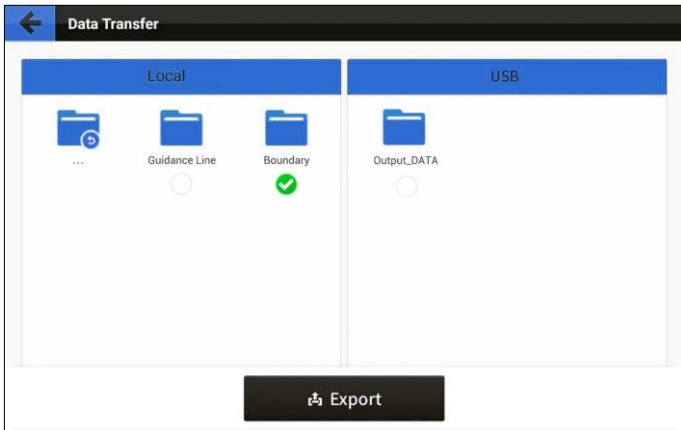 Data Transfer
Local
USB
...
Guidance Line
Boundary
Output_DATA
Export